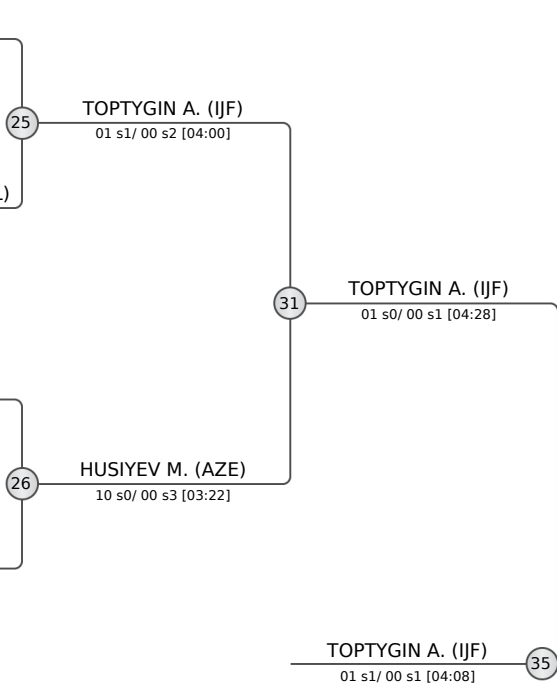 TOPTYGIN A. (IJF)
25
01 s1/ 00 s2 [04:00]
TOPTYGIN A. (IJF)
31
01 s0/ 00 s1 [04:28]
HUSIYEV M. (AZE)
26
10 s0/ 00 s3 [03:22]
TOPTYGIN A. (IJF)
35
01 s1/ 00 s1 [04:08]